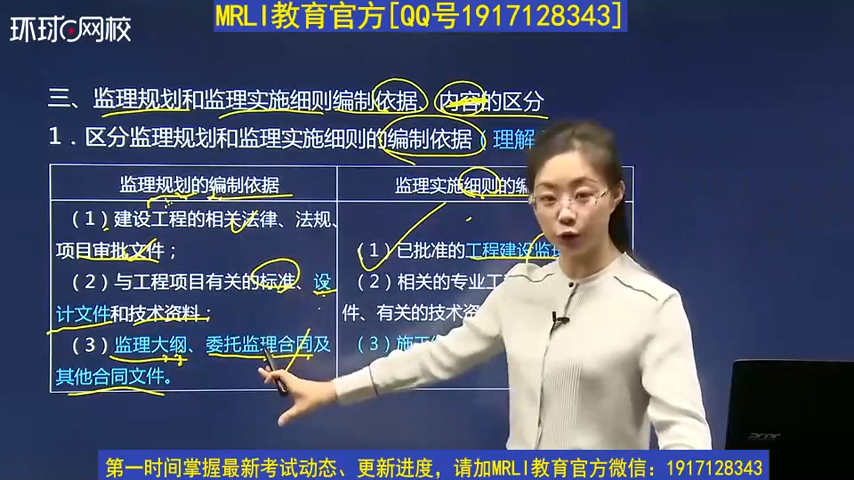 MRLI教育官方[QQ号1917128343]
环球网校
三、监理规划和监理实施细则编制依据、内容的区分
1．区分监理规划和监理实施细则的编制依据（理解
监理规划的编制依据
监理实施细则的编
（1）建设工程的相关法律、法规、
项目审批文件；
（2）与工程项目有关的标准、设
计文件和技术资料；
（3）监理大纲、委托监理合同及
其他合同文件。
（1）已批准的工程建设监
（2）相关的专业工
件、有关的技术资
（3）施工
acer
第一时间掌握最新考试动态、更新进度，请加MRLI教育官方微信：1917128343